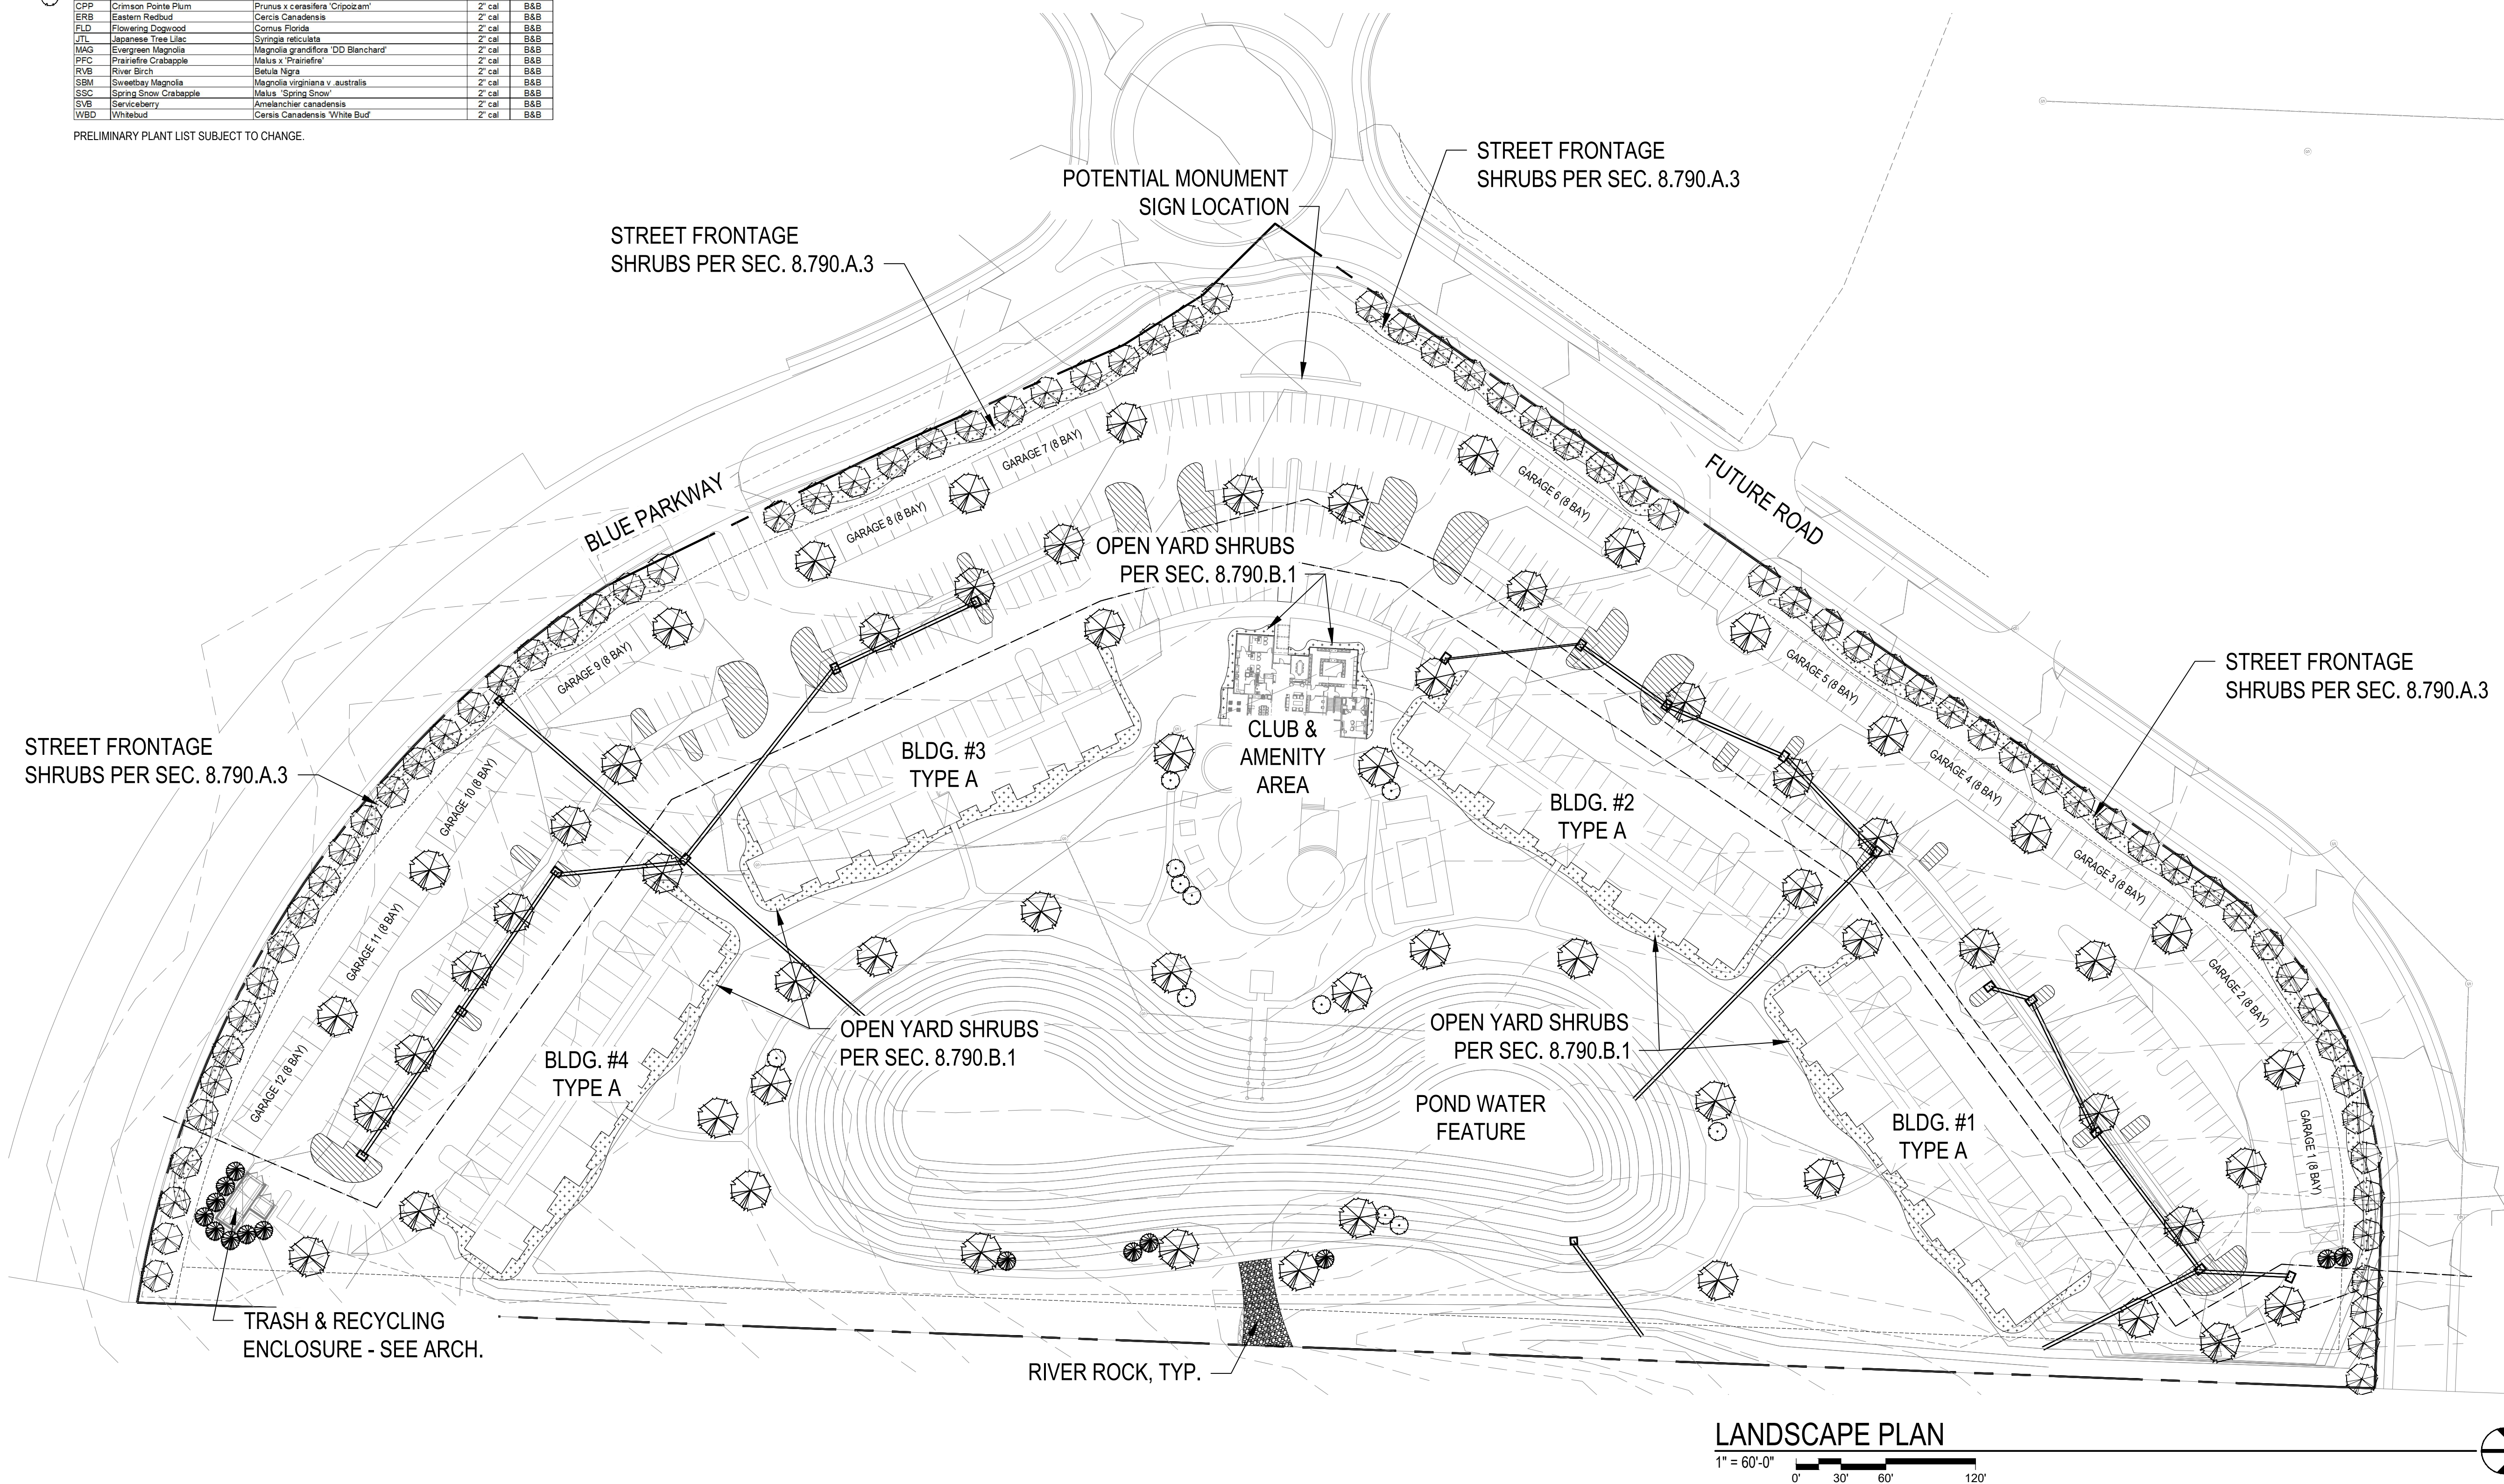 CPP Crimson Pointe Plum Prunus x cerasifera 'Cripoizam' 2" cal B&B
ERB Eastern Redbud Cercis Canadensis 2" cal B&B
FLD Flowering Dogwood Cornus Florida 2" cal B&B
JTL Japanese Tree Lilac Syringia reticulata 2" cal B&B
MAG Evergreen Magnolia Magnolia grandiflora 'DD Blanchard' 2" cal B&B
PFC Prairiefire Crabapple Malus x 'Prairiefire' 2" cal B&B
RVB River Birch Betula Nigra 2" cal B&B
SBM Sweetbay Magnolia Magnolia virginiana v .australis 2" cal B&B
SSC Spring Snow Crabapple Malus 'Spring Snow' 2" cal B&B
SVB Serviceberry Amelanchier canadensis 2" cal B&B
WBD Whitebud Cersis Canadensis 'White Bud' 2" cal B&B
PRELIMINARY PLANT LIST SUBJECT TO CHANGE.
STREET FRONTAGE
SHRUBS PER SEC. 8.790.A.3
POTENTIAL MONUMENT
SIGN LOCATION
STREET FRONTAGE
SHRUBS PER SEC. 8.790.A.3
BLUE PARKWAY
FUTURE ROAD
GARAGE 7 (8 BAY)
GARAGE 8 (8 BAY)
GARAGE 6 (8 BAY)
OPEN YARD SHRUBS
PER SEC. 8.790.B.1
GARAGE 9 (8 BAY)
GARAGE 5 (8 BAY)
STREET FRONTAGE
SHRUBS PER SEC. 8.790.A.3
STREET FRONTAGE
SHRUBS PER SEC. 8.790.A.3
GARAGE 10 (8 BAY)
BLDG. #3
TYPE A
CLUB &
AMENITY
AREA
BLDG. #2
TYPE A
GARAGE 4 (8 BAY)
GARAGE 3 (8 BAY)
GARAGE 11 (8 BAY)
GARAGE 2 (8 BAY)
OPEN YARD SHRUBS
PER SEC. 8.790.B.1
OPEN YARD SHRUBS
PER SEC. 8.790.B.1
GARAGE 12 (8 BAY)
BLDG. #4
TYPE A
POND WATER
FEATURE
BLDG. #1
TYPE A
GARAGE 1 (8 BAY)
TRASH & RECYCLING
ENCLOSURE - SEE ARCH.
RIVER ROCK, TYP.
LANDSCAPE PLAN
1" = 60'-0"
0' 30' 60' 120'